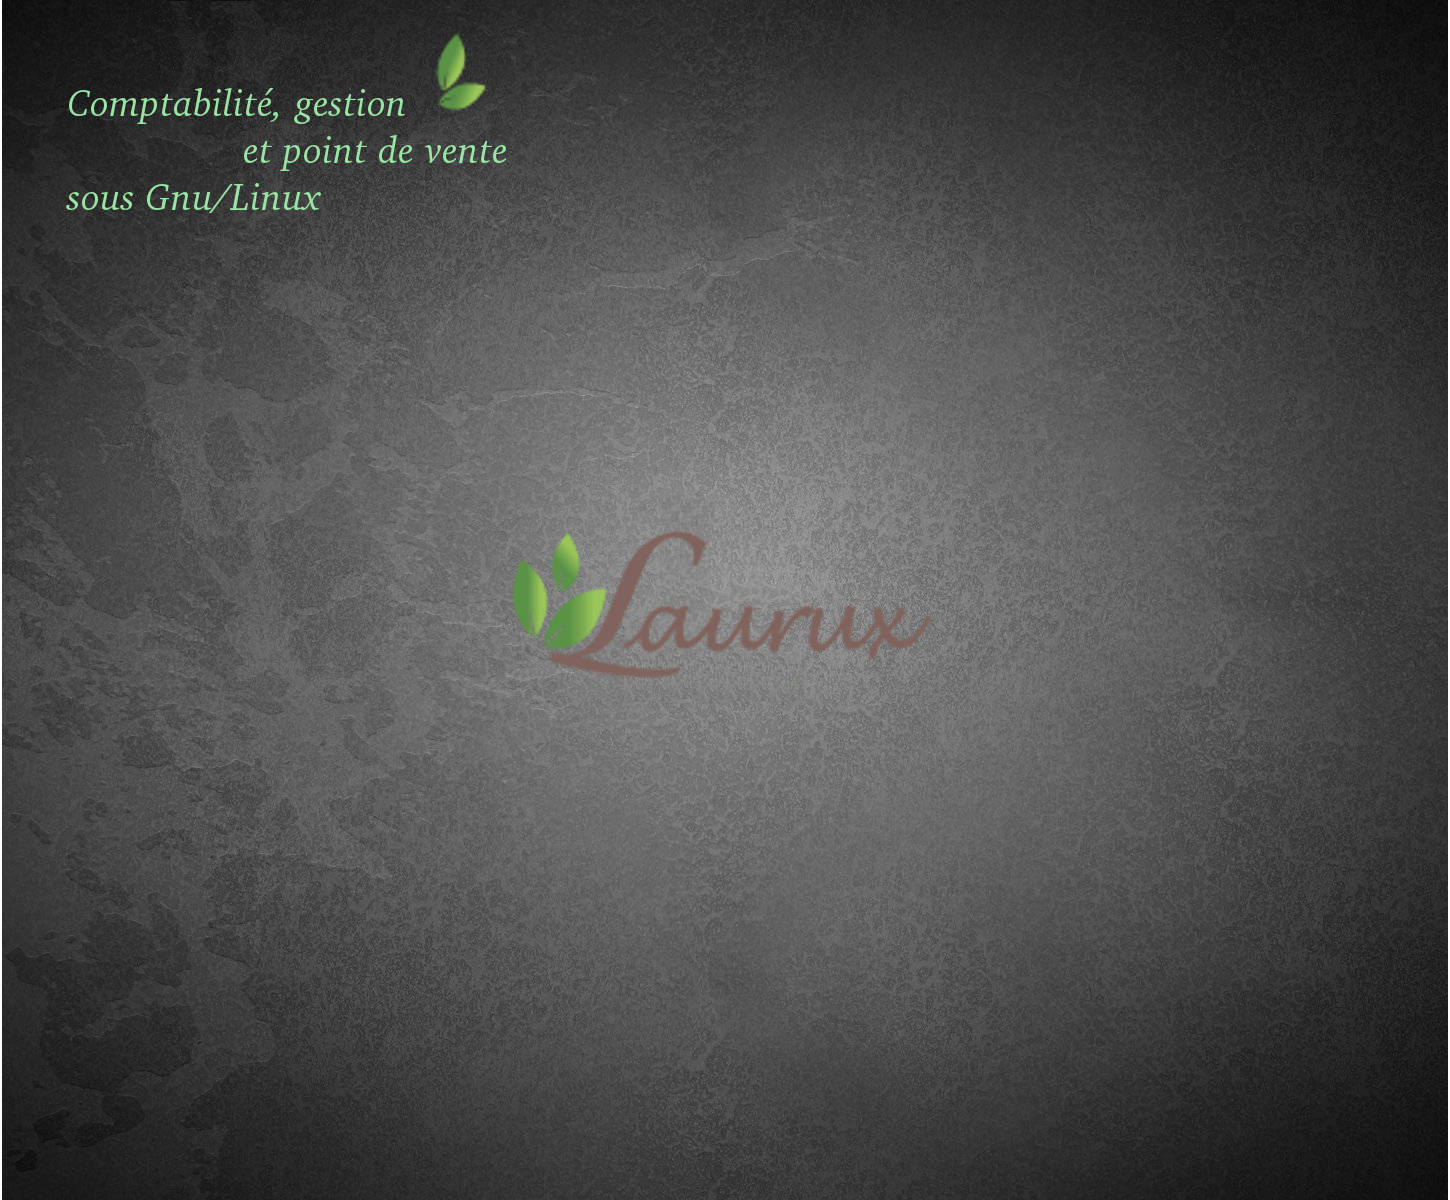 Comptabilité, gestion
et point de vente
sous Gnu/Linux
Laurux